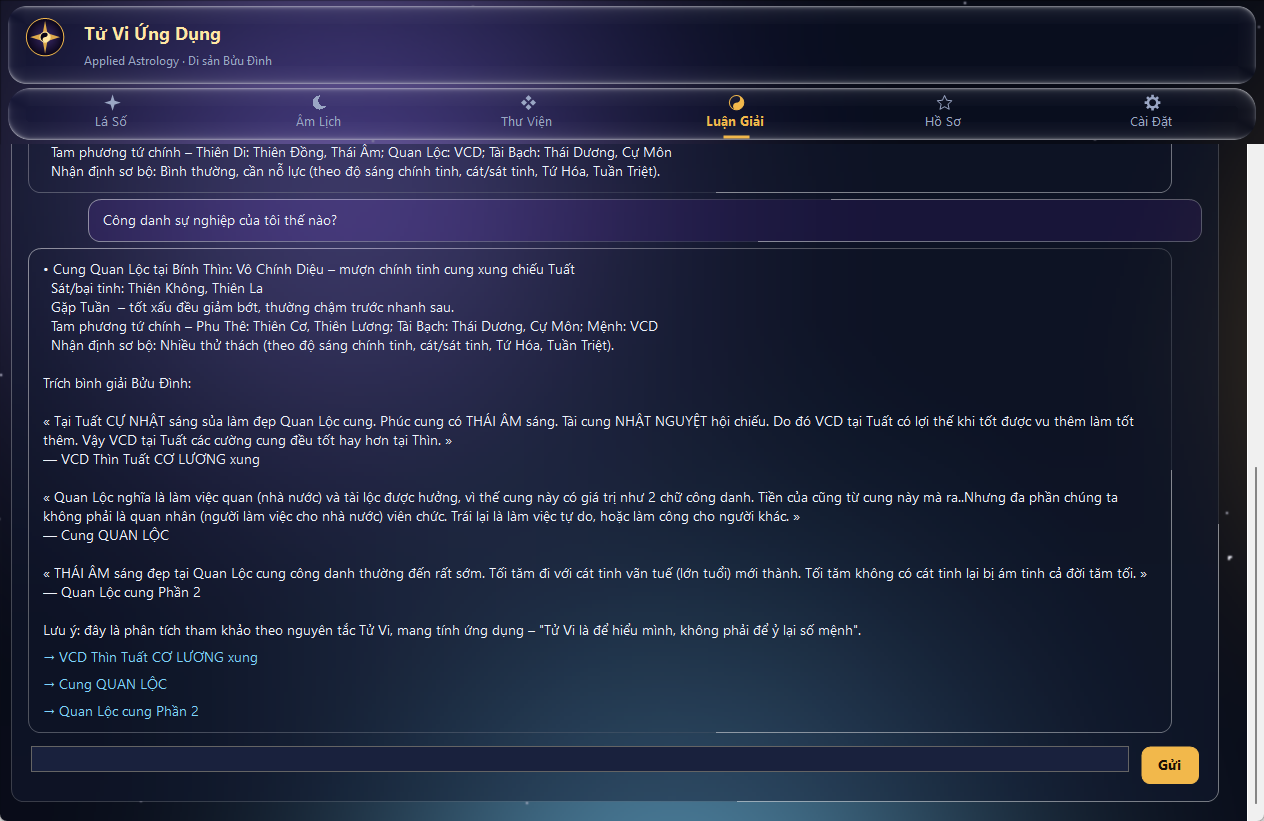 Tử Vi Ứng Dụng
Applied Astrology · Di sản Bửu Đình
Lá Số
Âm Lịch
Thư Viện
Luận Giải
Hồ Sơ
Cài Đặt
Tam phương tứ chính – Thiên Di: Thiên Đồng, Thái Âm; Quan Lộc: VCD; Tài Bạch: Thái Dương, Cự Môn
Nhận định sơ bộ: Bình thường, cần nỗ lực (theo độ sáng chính tinh, cát/sát tinh, Tứ Hóa, Tuần Triệt).
Công danh sự nghiệp của tôi thế nào?
• Cung Quan Lộc tại Bính Thìn: Vô Chính Diệu – mượn chính tinh cung xung chiếu Tuất
Sát/bại tinh: Thiên Không, Thiên La
Gặp Tuần – tốt xấu đều giảm bớt, thường chậm trước nhanh sau.
Tam phương tứ chính – Phu Thê: Thiên Cơ, Thiên Lương; Tài Bạch: Thái Dương, Cự Môn; Mệnh: VCD
Nhận định sơ bộ: Nhiều thử thách (theo độ sáng chính tinh, cát/sát tinh, Tứ Hóa, Tuần Triệt).
Trích bình giải Bửu Đình:
« Tại Tuất CỰ NHẬT sáng sủa làm đẹp Quan Lộc cung. Phúc cung có THÁI ÂM sáng. Tài cung NHẬT NGUYỆT hội chiếu. Do đó VCD tại Tuất có lợi thế khi tốt được vu thêm làm tốt
thêm. Vậy VCD tại Tuất các cường cung đều tốt hay hơn tại Thìn. »
— VCD Thìn Tuất CƠ LƯƠNG xung
« Quan Lộc nghĩa là làm việc quan (nhà nước) và tài lộc được hưởng, vì thế cung này có giá trị như 2 chữ công danh. Tiền của cũng từ cung này mà ra..Nhưng đa phần chúng ta
không phải là quan nhân (người làm việc cho nhà nước) viên chức. Trái lại là làm việc tự do, hoặc làm công cho người khác. »
— Cung QUAN LỘC
« THÁI ÂM sáng đẹp tại Quan Lộc cung công danh thường đến rất sớm. Tối tăm đi với cát tinh vãn tuế (lớn tuổi) mới thành. Tối tăm không có cát tinh lại bị ám tinh cả đời tăm tối. »
— Quan Lộc cung Phần 2
Lưu ý: đây là phân tích tham khảo theo nguyên tắc Tử Vi, mang tính ứng dụng – "Tử Vi là để hiểu mình, không phải để ỷ lại số mệnh".
→ VCD Thìn Tuất CƠ LƯƠNG xung
→ Cung QUAN LỘC
→ Quan Lộc cung Phần 2
Gửi